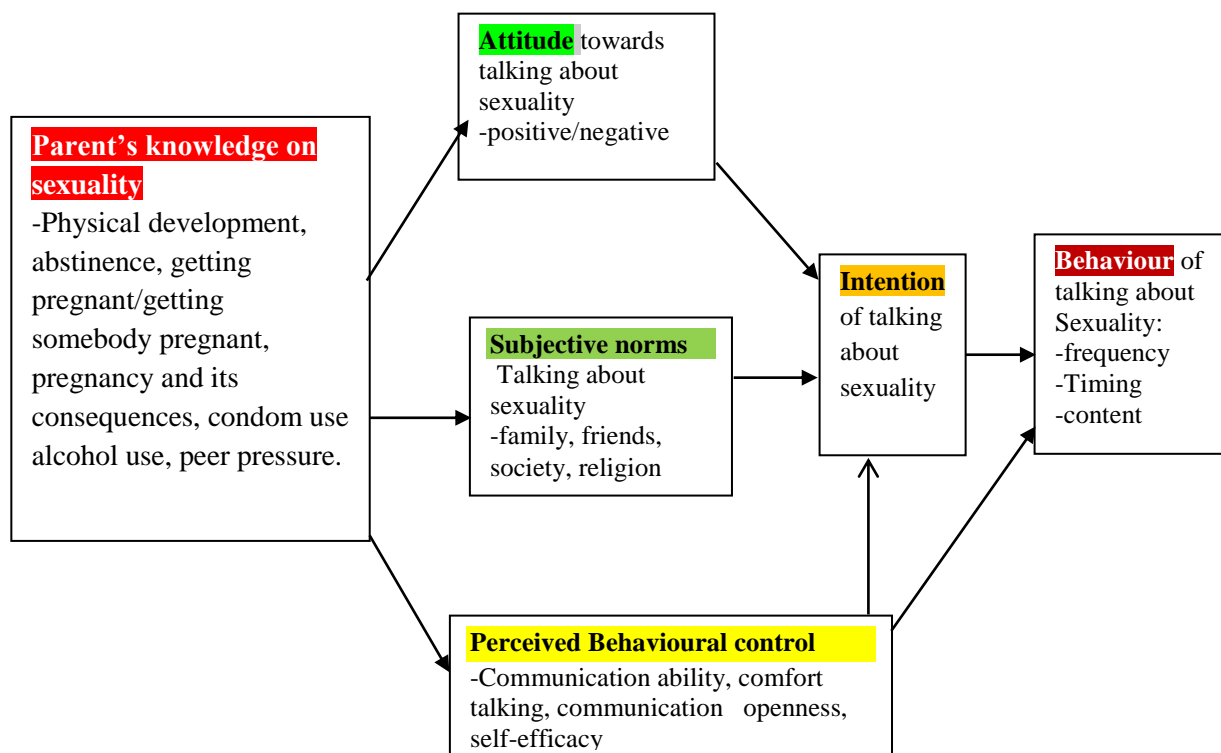 Attitude towards
talking about
sexuality
-positive/negative
Parent’s knowledge on
sexuality
-Physical development,
abstinence, getting
pregnant/getting
somebody pregnant,
pregnancy and its
consequences, condom use
alcohol use, peer pressure.
Subjective norms
Talking about
sexuality
-family, friends,
society, religion
Intention
of talking
about
sexuality
Behaviour of
talking about
Sexuality:
-frequency
-Timing
-content
Perceived Behavioural control
-Communication ability, comfort
talking, communication openness,
self-efficacy